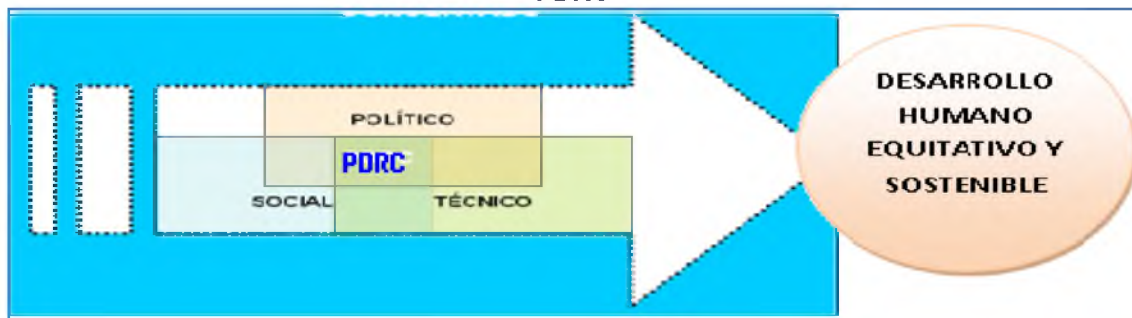 POLÍTICO
PDRC
SOCIAL TÉCNICO
DESARROLLO
HUMANO
EQUITATIVO Y
SOSTENIBLE